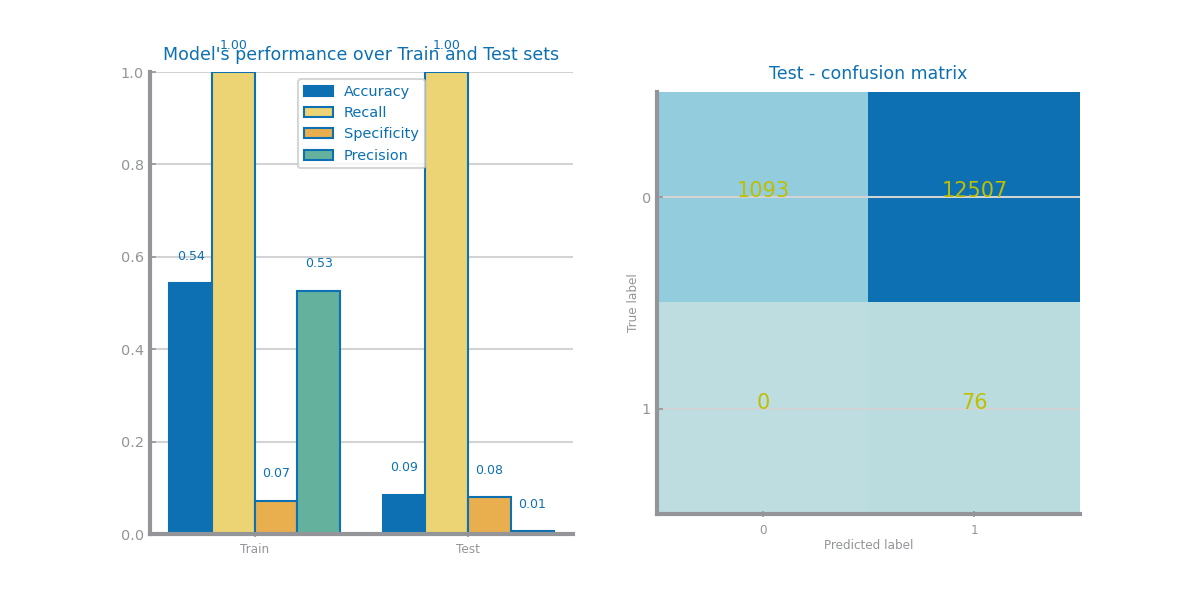 1.00
1.00
Model's performance over Train and Test sets
1.0
0.8
0.6
0.4
0.2
0.0
Accuracy
Recall
Specificity
Precision
0.54
0.07
0.53
0.09
0.08
0.01
Train
Test
Test - confusion matrix
True label
0
1
1093
12507
0
76
0
1
Predicted label